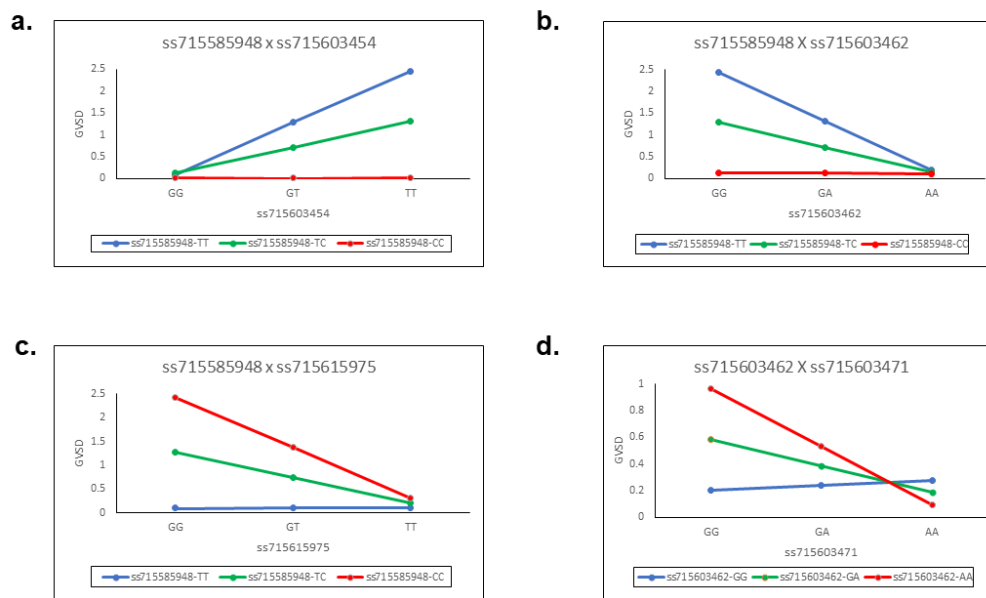 a.
ss715585948 x ss715603454
2.5
2
1.5
1
0.5
0
GVSD
GG GT TT
ss715603454
ss715585948-TT ss715585948-TC ss715585948-CC
b.
ss715585948 X ss715603462
2.5
2
1.5
1
0.5
0
GVSD
GG GA AA
ss715603462
ss715585948-TT ss715585948-TC ss715585948-CC
c.
ss715585948 x ss715615975
2.5
2
1.5
1
0.5
0
GVSD
GG GT TT
ss715615975
ss715585948-TT ss715585948-TC ss715585948-CC
d.
ss715603462 X ss715603471
1
0.8
0.6
0.4
0.2
0
GVSD
GG GA AA
ss715603471
ss715603462-GG ss715603462-GA ss715603462-AA